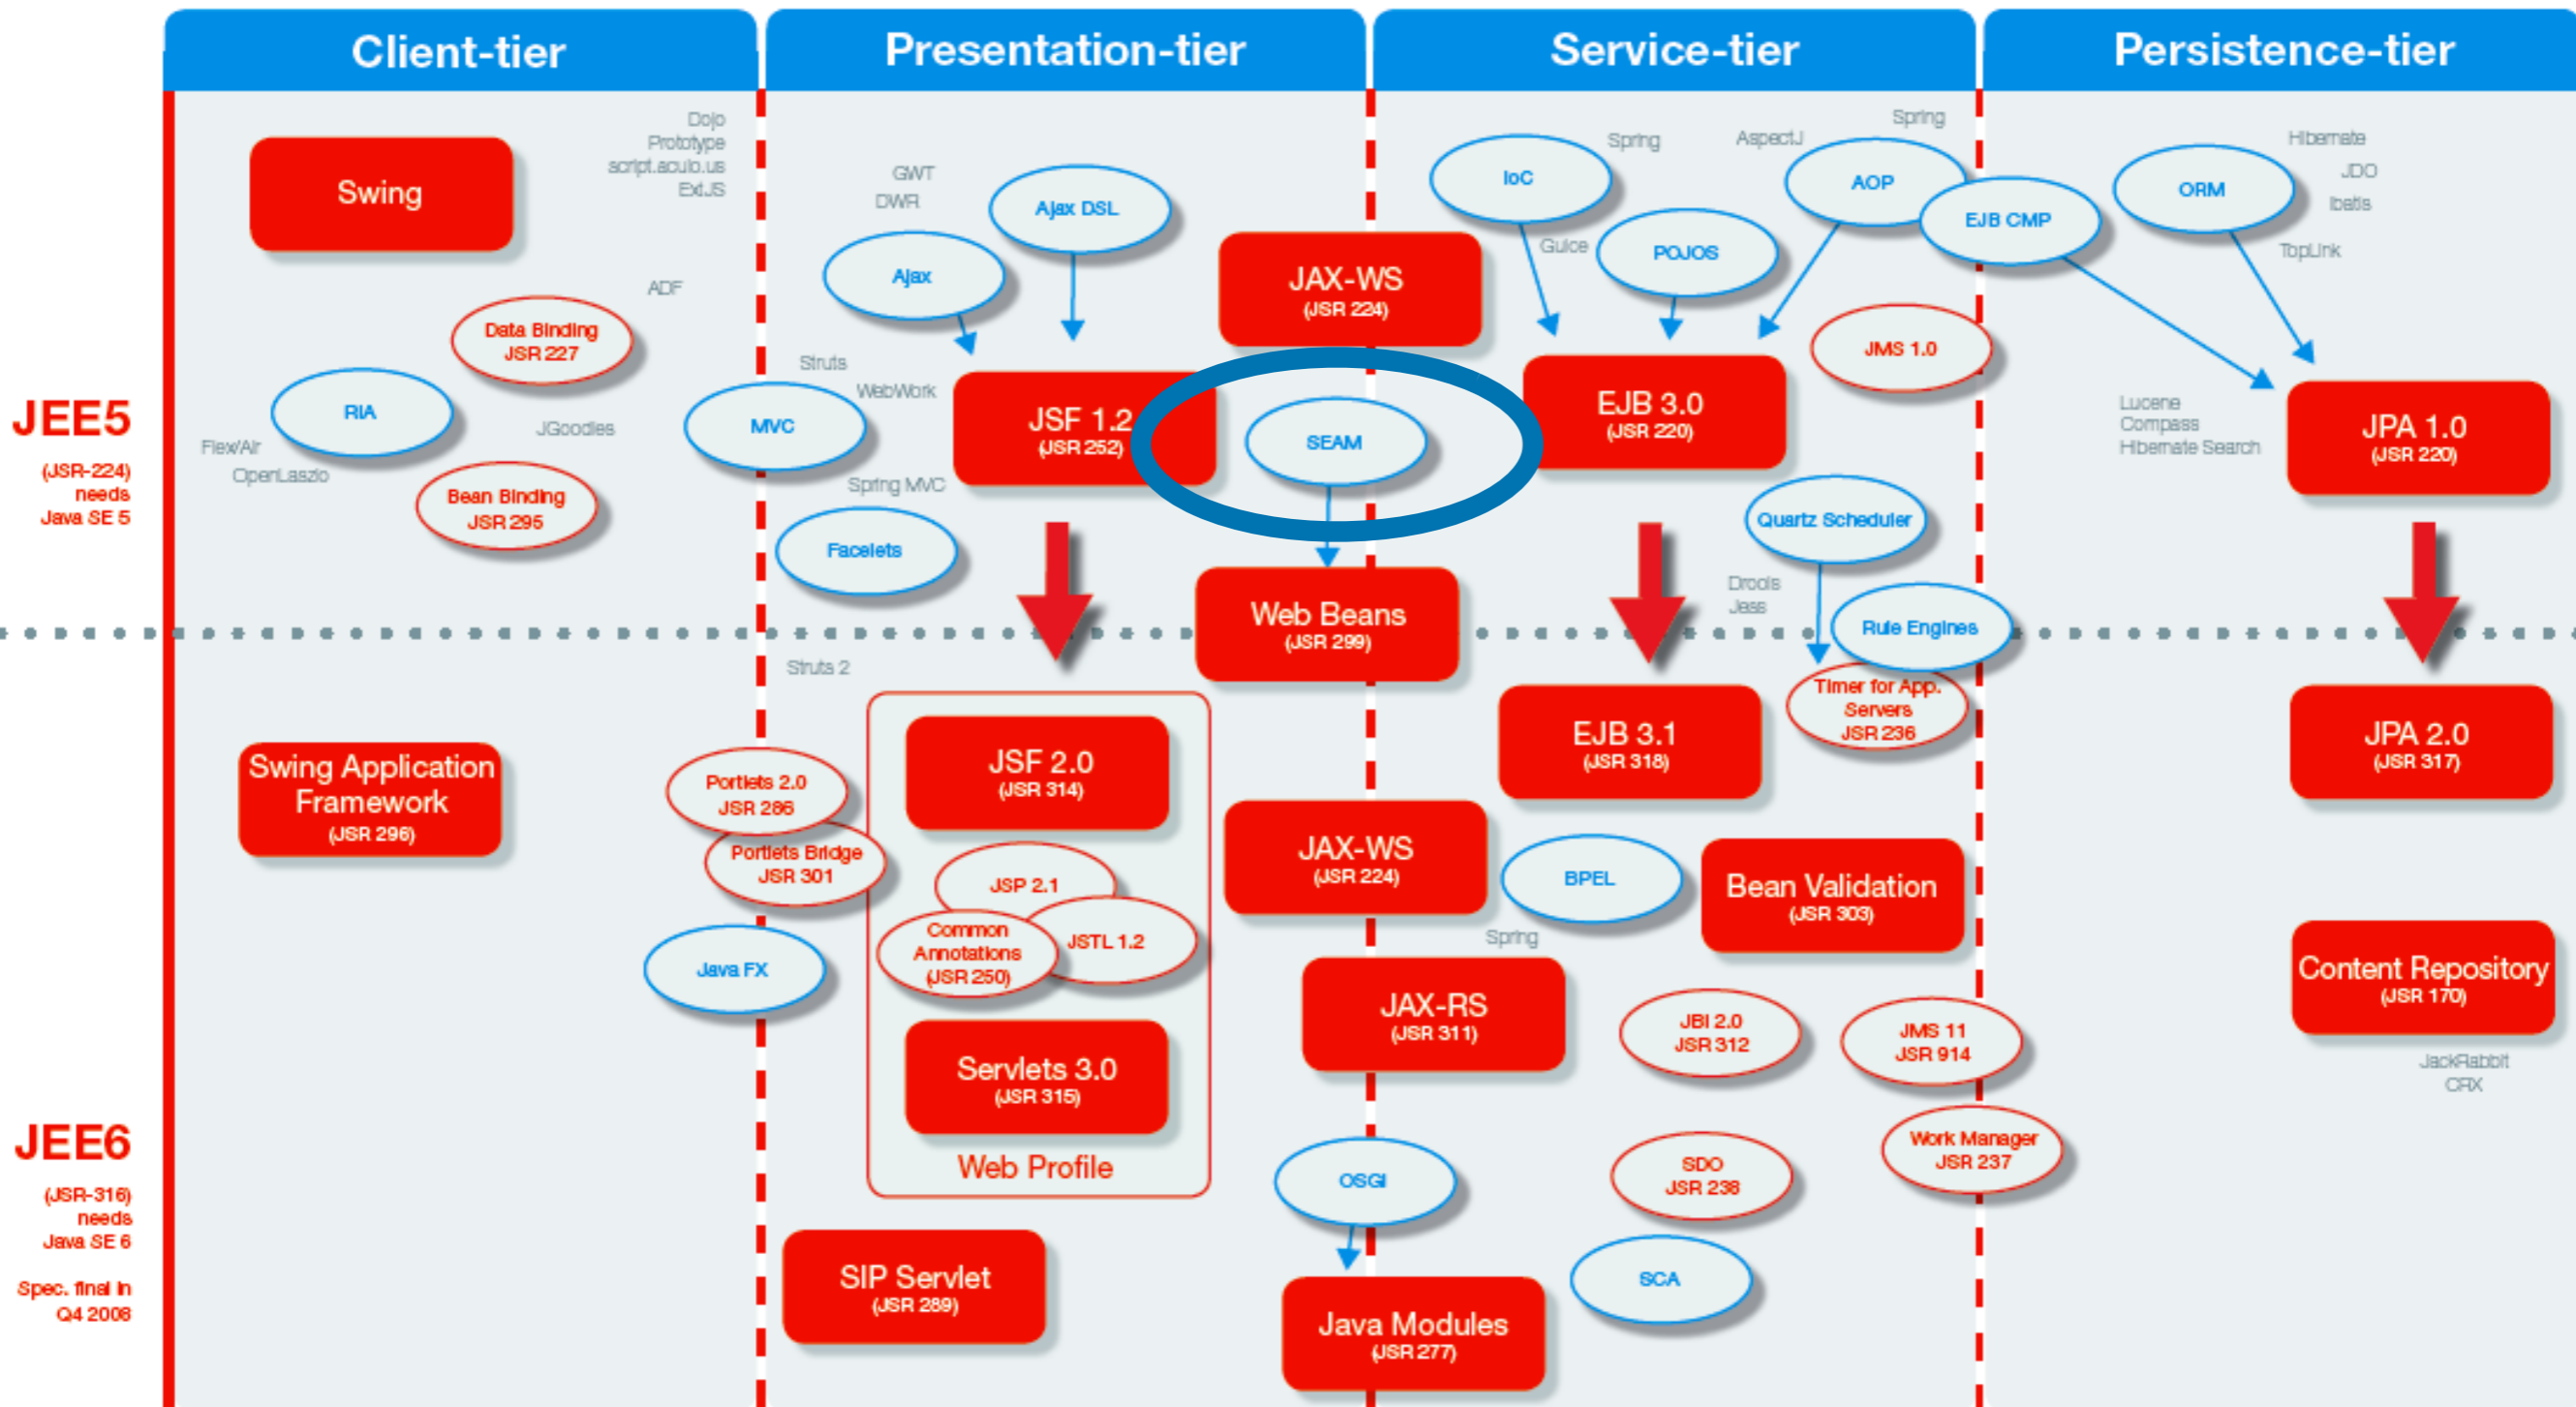 Client-tier
Presentation-tier
Service-tier
Persistence-tier
JEE5
(JSR-224)
needs
Java SE 5
Swing
Dojo
Prototype
script.aculo.us
ExtJS
ADF
Data Binding
JSR 227
RIA
Flex/Air
OpenLaszlo
JGoodies
Bean Binding
JSR 295
GWT
DWR
Ajax DSL
Ajax
Struts
WebWork
MVC
Spring MVC
Facelets
JSF 1.2
(JSR 252)
JAX-WS
(JSR 224)
SEAM
Web Beans
(JSR 299)
IoC
Spring
Guice
POJOS
AspectJ
Spring
AOP
EJB CMP
JMS 1.0
EJB 3.0
(JSR 220)
Quartz Scheduler
Drools
Jess
Rule Engines
ORM
Hibernate
JDO
Ibatis
TopLink
Lucene
Compass
Hibernate Search
JPA 1.0
(JSR 220)
JEE6
(JSR-316)
needs
Java SE 6
Spec. final in
Q4 2008
Swing Application
Framework
(JSR 296)
Struts 2
Portlets 2.0
JSR 286
Portlets Bridge
JSR 301
Java FX
JSF 2.0
(JSR 314)
JSP 2.1
JSTL 1.2
Common
Annotations
(JSR 250)
Servlets 3.0
(JSR 315)
Web Profile
SIP Servlet
(JSR 289)
EJB 3.1
(JSR 318)
Timer for App.
Servers
JSR 236
JAX-WS
(JSR 224)
BPEL
Spring
Bean Validation
(JSR 303)
JAX-RS
(JSR 311)
JBI 2.0
JSR 312
JMS 11
JSR 914
Work Manager
JSR 237
SDO
JSR 238
OSGI
SCA
Java Modules
(JSR 277)
JPA 2.0
(JSR 317)
Content Repository
(JSR 170)
JackRabbit
CRX